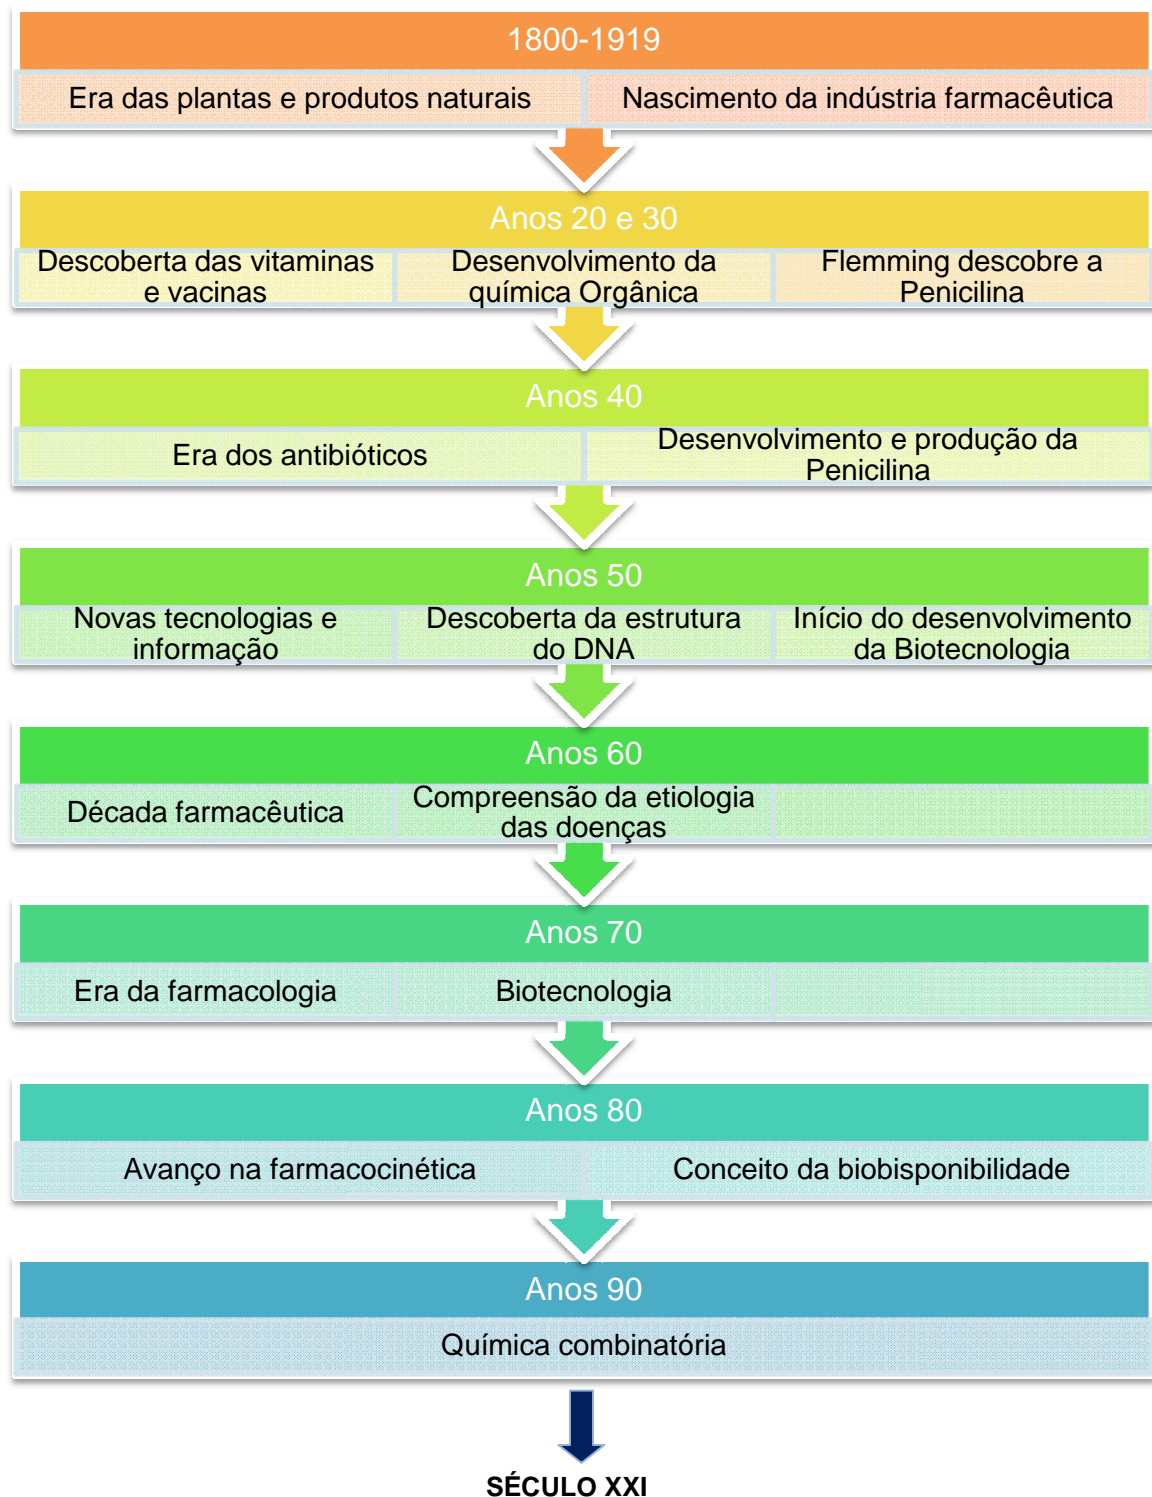 1800-1919
Era das plantas e produtos naturais
Nascimento da indústria farmacêutica
Anos 20 e 30
Descoberta das vitaminas
e vacinas
Desenvolvimento da
química Orgânica
Flemming descobre a
Penicilina
Anos 40
Era dos antibióticos
Desenvolvimento e produção da
Penicilina
Anos 50
Novas tecnologias e
informação
Descoberta da estrutura
do DNA
Início do desenvolvimento
da Biotecnologia
Anos 60
Década farmacêutica
Compreensão da etiologia
das doenças
Anos 70
Era da farmacologia
Biotecnologia
Anos 80
Avanço na farmacocinética
Conceito da biobisponibilidade
Anos 90
Química combinatória
SÉCULO XXI